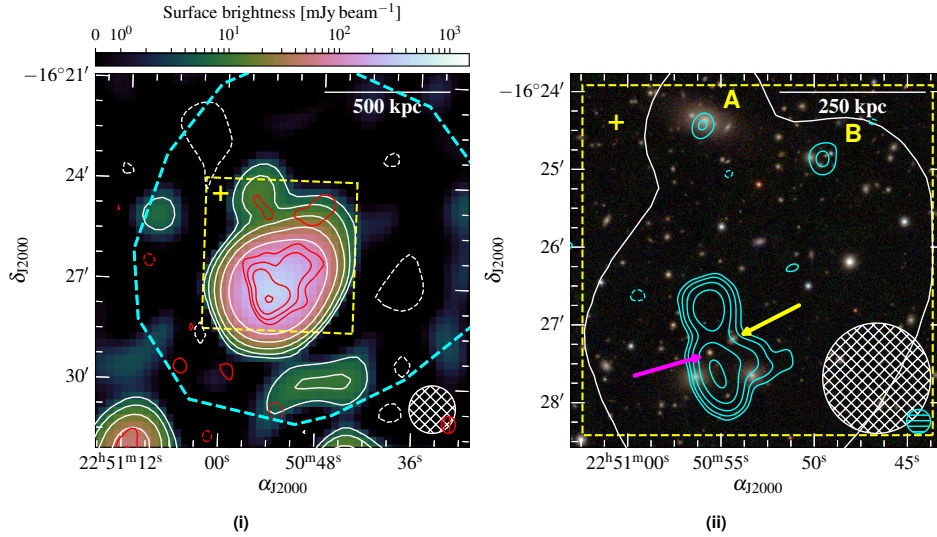 Surface brightness [mJy beam⁻¹]
0 10⁰ 10¹ 10² 10³
−16°21′
24′
27′
30′
δJ2000
500 kpc
+
22ʰ51ᵐ12ˢ 00ˢ 50ᵐ48ˢ 36ˢ
αJ2000
(i)
−16°24′
25′
26′
27′
28′
δJ2000
A
250 kpc
+
B
22ʰ51ᵐ00ˢ 50ᵐ55ˢ 50ˢ 45ˢ
αJ2000
(ii)